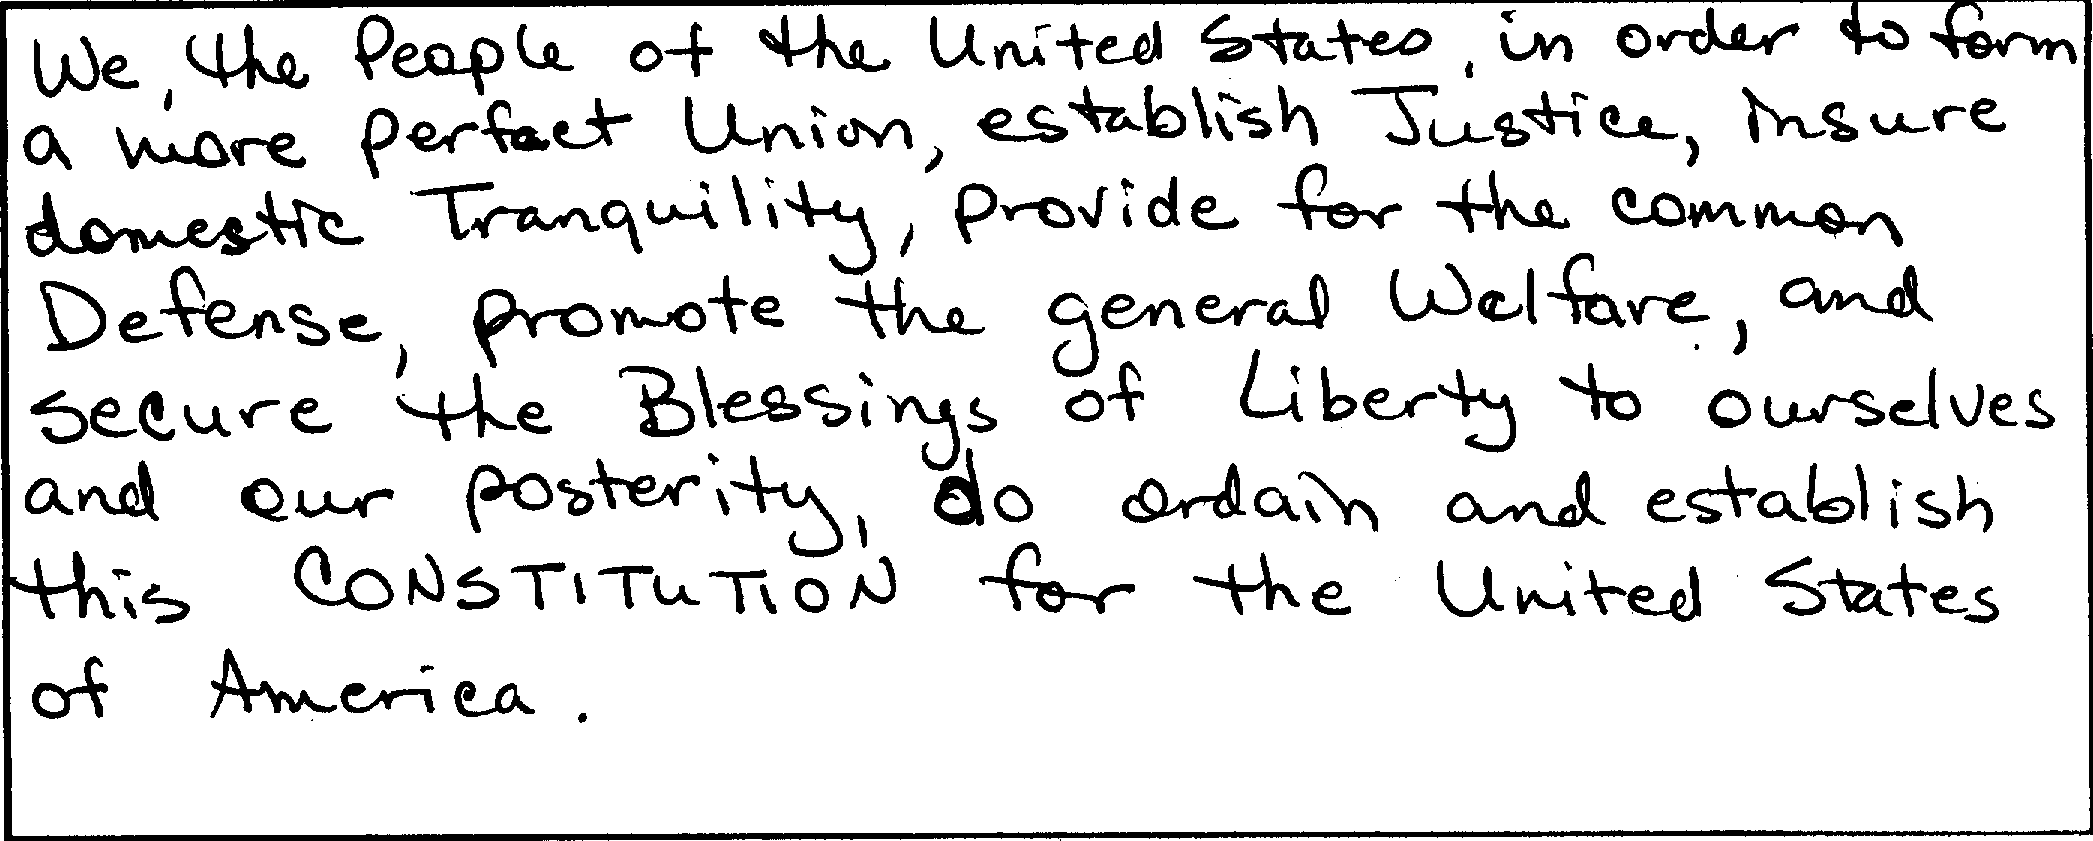 We, the People of the United States, in order to form
a more perfect Union, establish Justice, insure
domestic Tranquility, provide for the common
Defense, promote the general Welfare, and
secure the Blessings of Liberty to ourselves
and our posterity, do ordain and establish
this CONSTITUTION for the United States
of America.